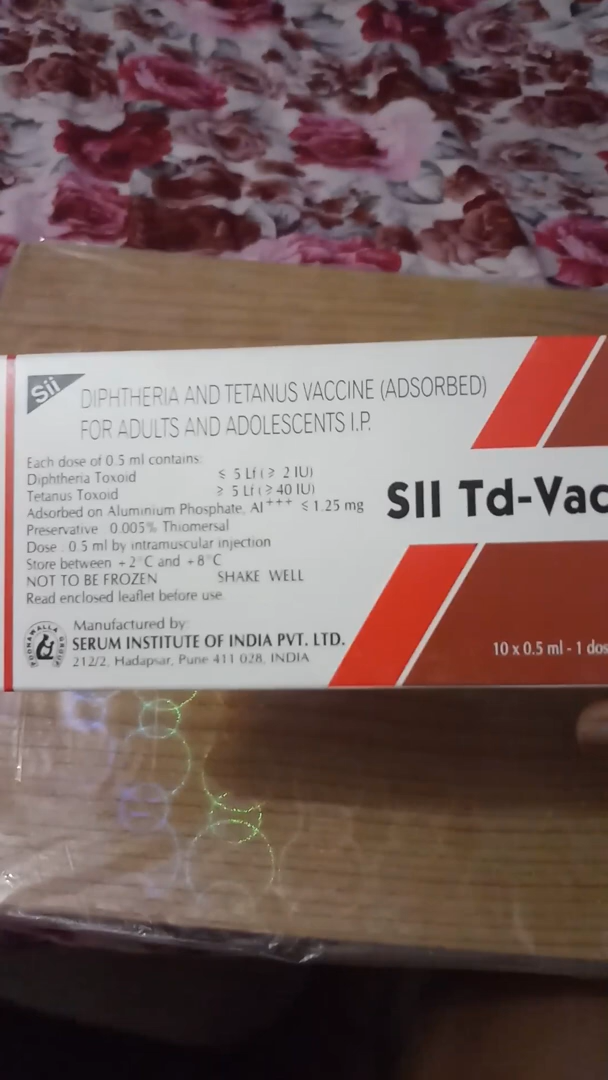 Sii
DIPHTHERIA AND TETANUS VACCINE (ADSORBED)
FOR ADULTS AND ADOLESCENTS I.P.
Each dose of 0.5 ml contains:
Diphtheria Toxoid ≤ 5 Lf (≥ 2 IU)
Tetanus Toxoid ≥ 5 Lf (≥ 40 IU)
Adsorbed on Aluminium Phosphate, Al+++ ≤ 1.25 mg
Preservative 0.005% Thiomersal
Dose : 0.5 ml by intramuscular injection
Store between +2°C and +8°C
NOT TO BE FROZEN SHAKE WELL
Read enclosed leaflet before use.
SII Td-Vac
Manufactured by:
SERUM INSTITUTE OF INDIA PVT. LTD.
212/2, Hadapsar, Pune 411 028, INDIA
10 x 0.5 ml - 1 dos